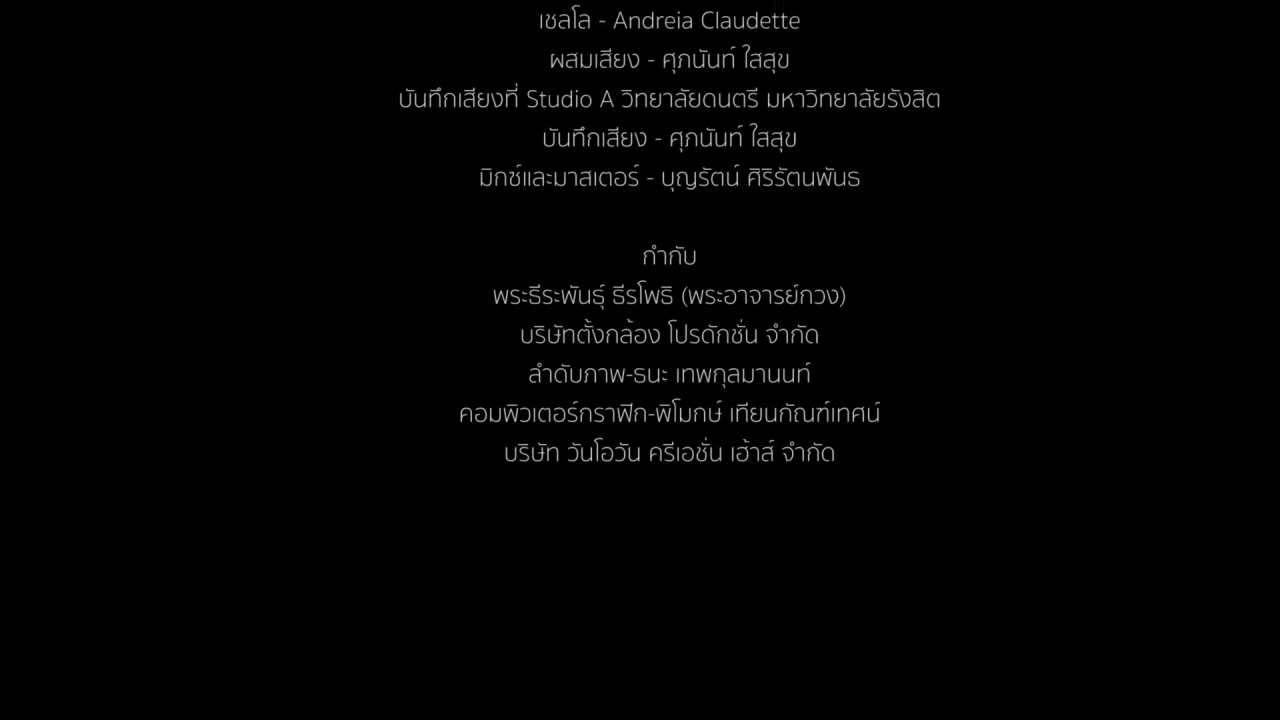 เชลโล - Andreia Claudette
ผสมเสียง - ศุภนันท์ ใสสุข
บันทึกเสียงที่ Studio A วิทยาลัยดนตรี มหาวิทยาลัยรังสิต
บันทึกเสียง - ศุภนันท์ ใสสุข
มิกซ์และมาสเตอร์ - บุญรัตน์ ศิริรัตนพันธ
กำกับ
พระธีระพันธุ์ ธีรโพธิ (พระอาจารย์กวง)
บริษัทตั้งกล้อง โปรดักชั่น จำกัด
ลำดับภาพ-ธนะ เทพกุลมานนท์
คอมพิวเตอร์กราฟิก-พิโมกษ์ เทียนกัณฑ์เทศน์
บริษัท วันโอวัน ครีเอชั่น เฮ้าส์ จำกัด